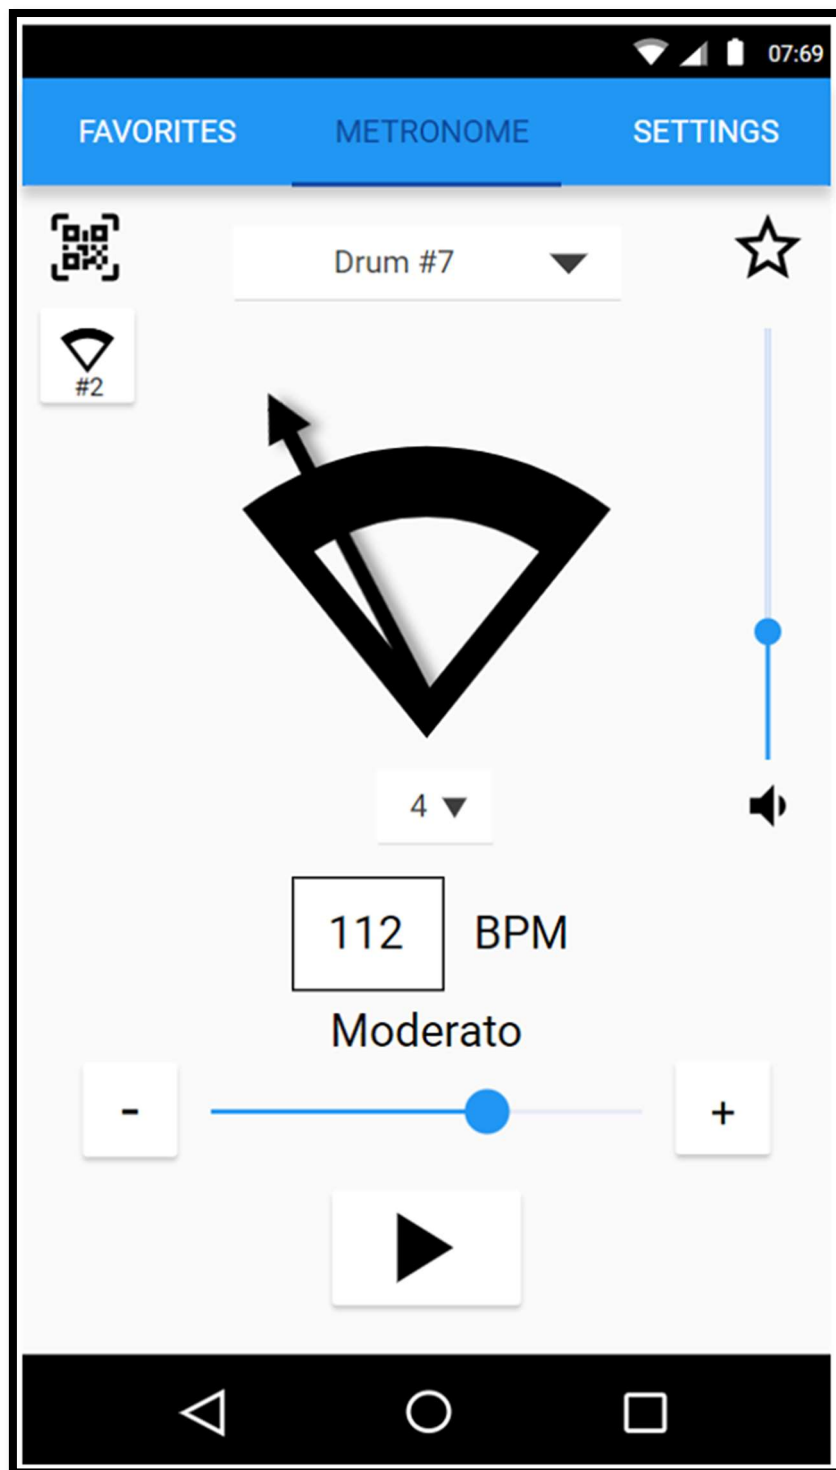 07:69
FAVORITES METRONOME SETTINGS
Drum #7
#2
4
112 BPM
Moderato
- +